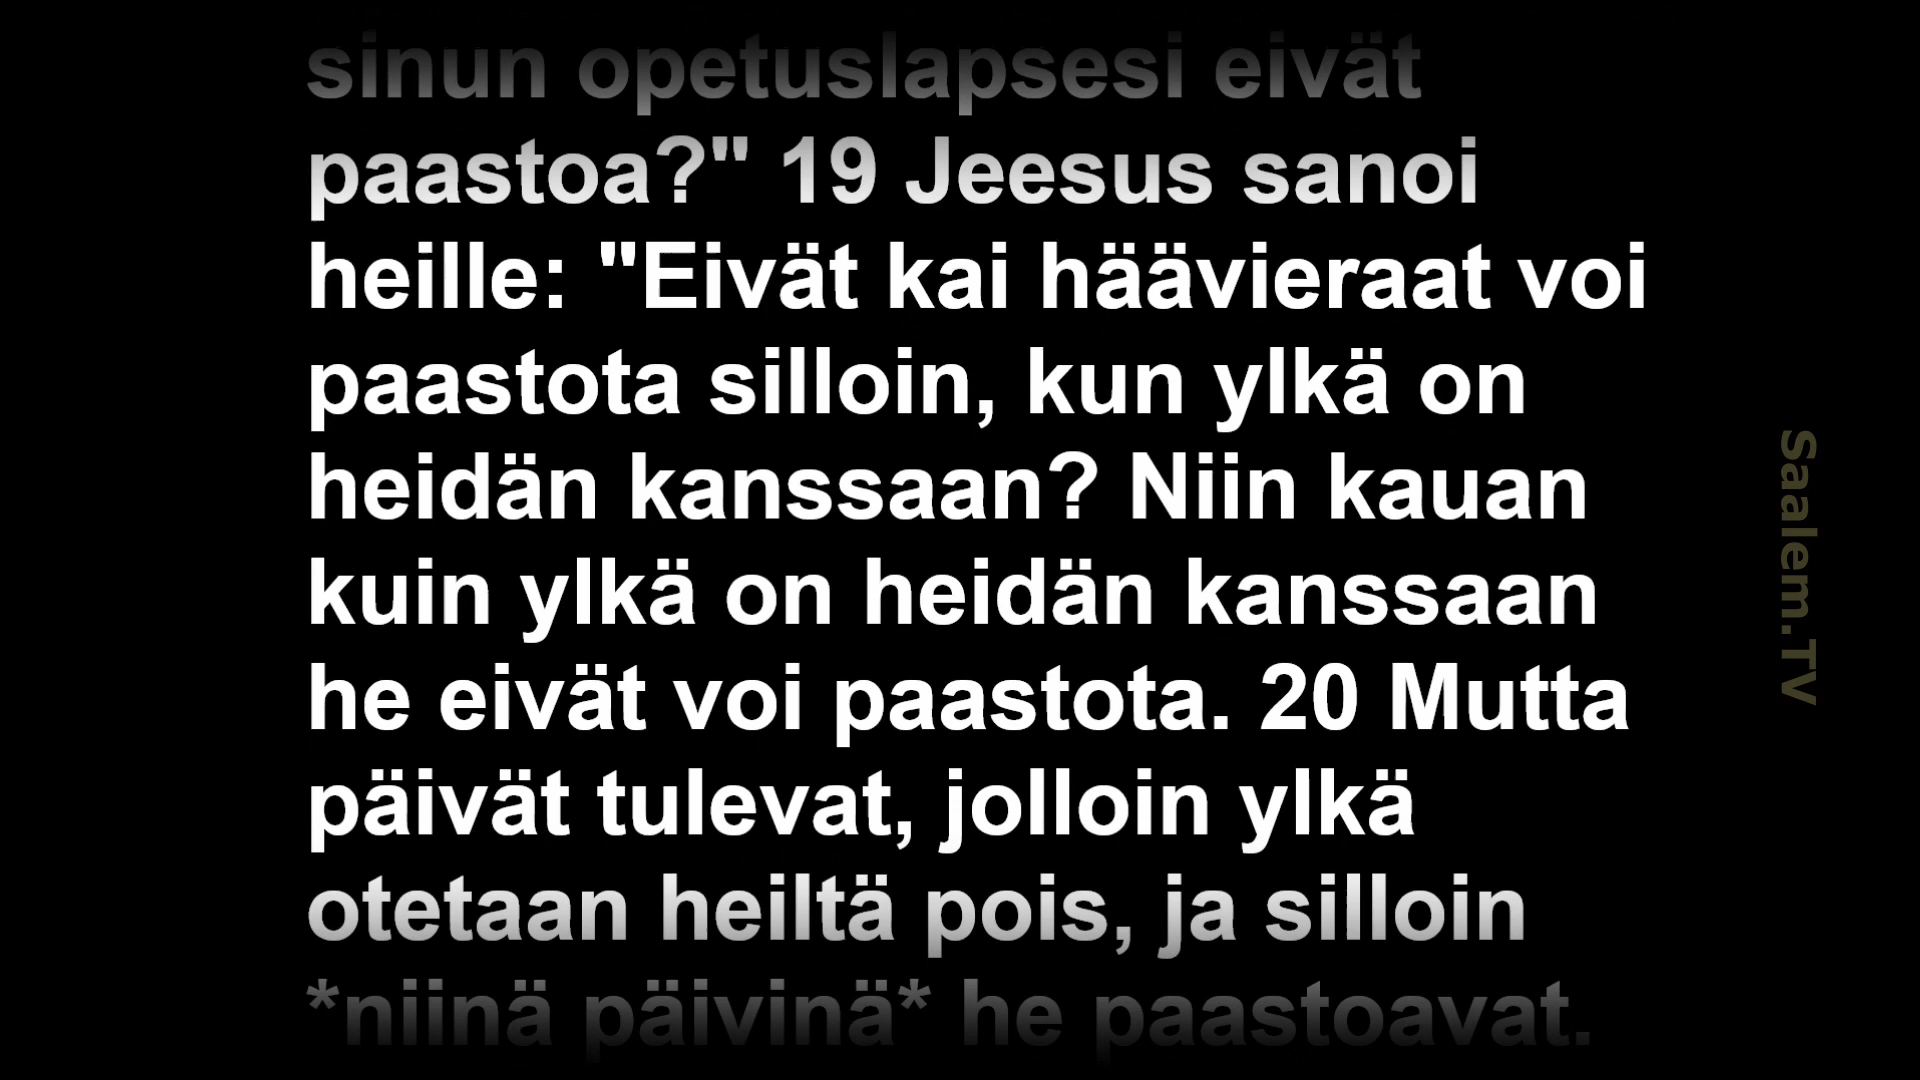 sinun opetuslapsesi eivät
paastoa?" 19 Jeesus sanoi
heille: "Eivät kai häävieraat voi
paastota silloin, kun ylkä on
heidän kanssaan? Niin kauan
kuin ylkä on heidän kanssaan
he eivät voi paastota. 20 Mutta
päivät tulevat, jolloin ylkä
otetaan heiltä pois, ja silloin
*niinä päivinä* he paastoavat.
Saalem.TV